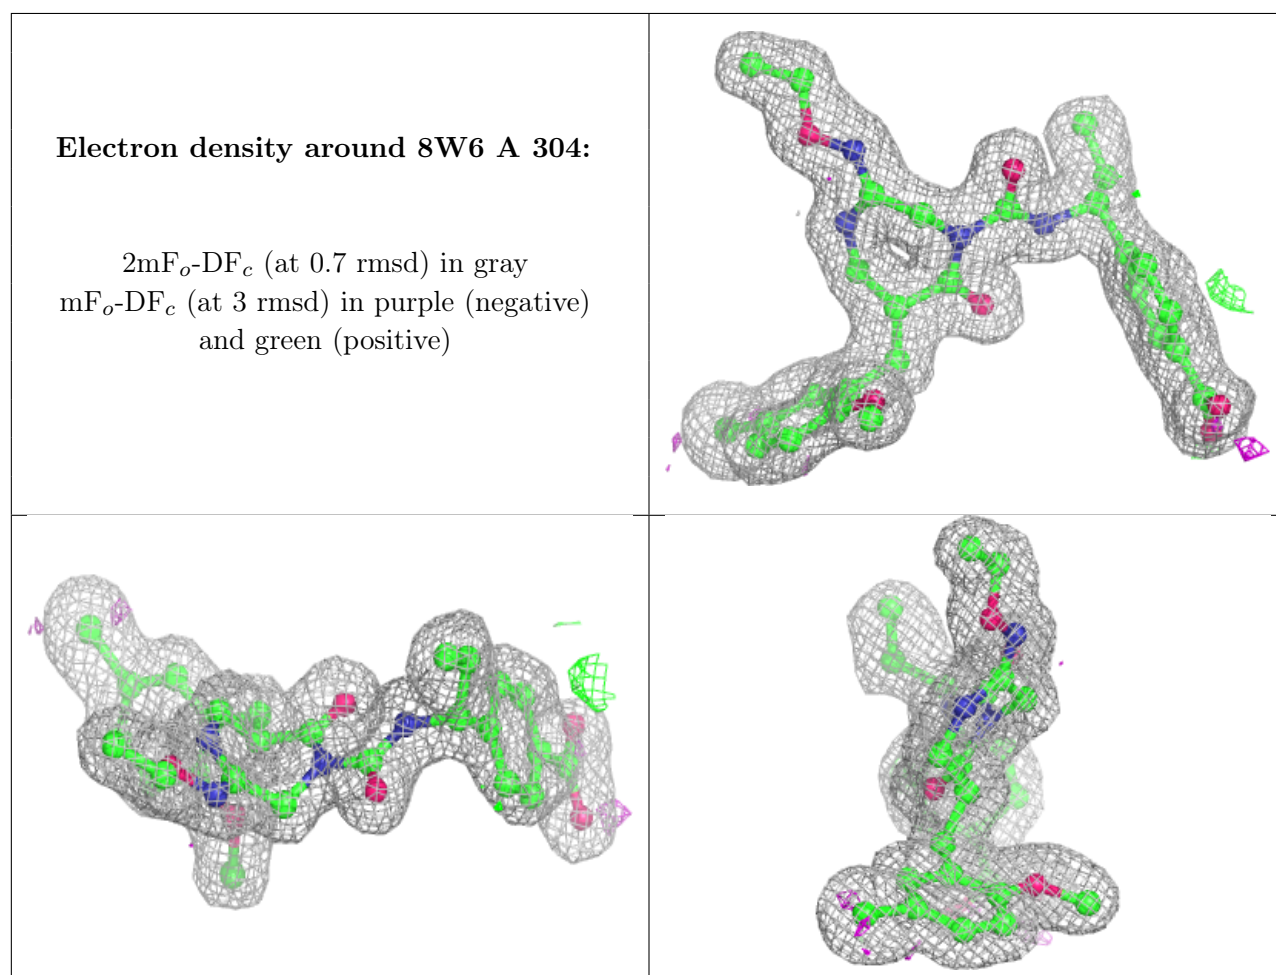 Electron density around 8W6 A 304:
2mFo-DFc (at 0.7 rmsd) in gray
mFo-DFc (at 3 rmsd) in purple (negative)
and green (positive)